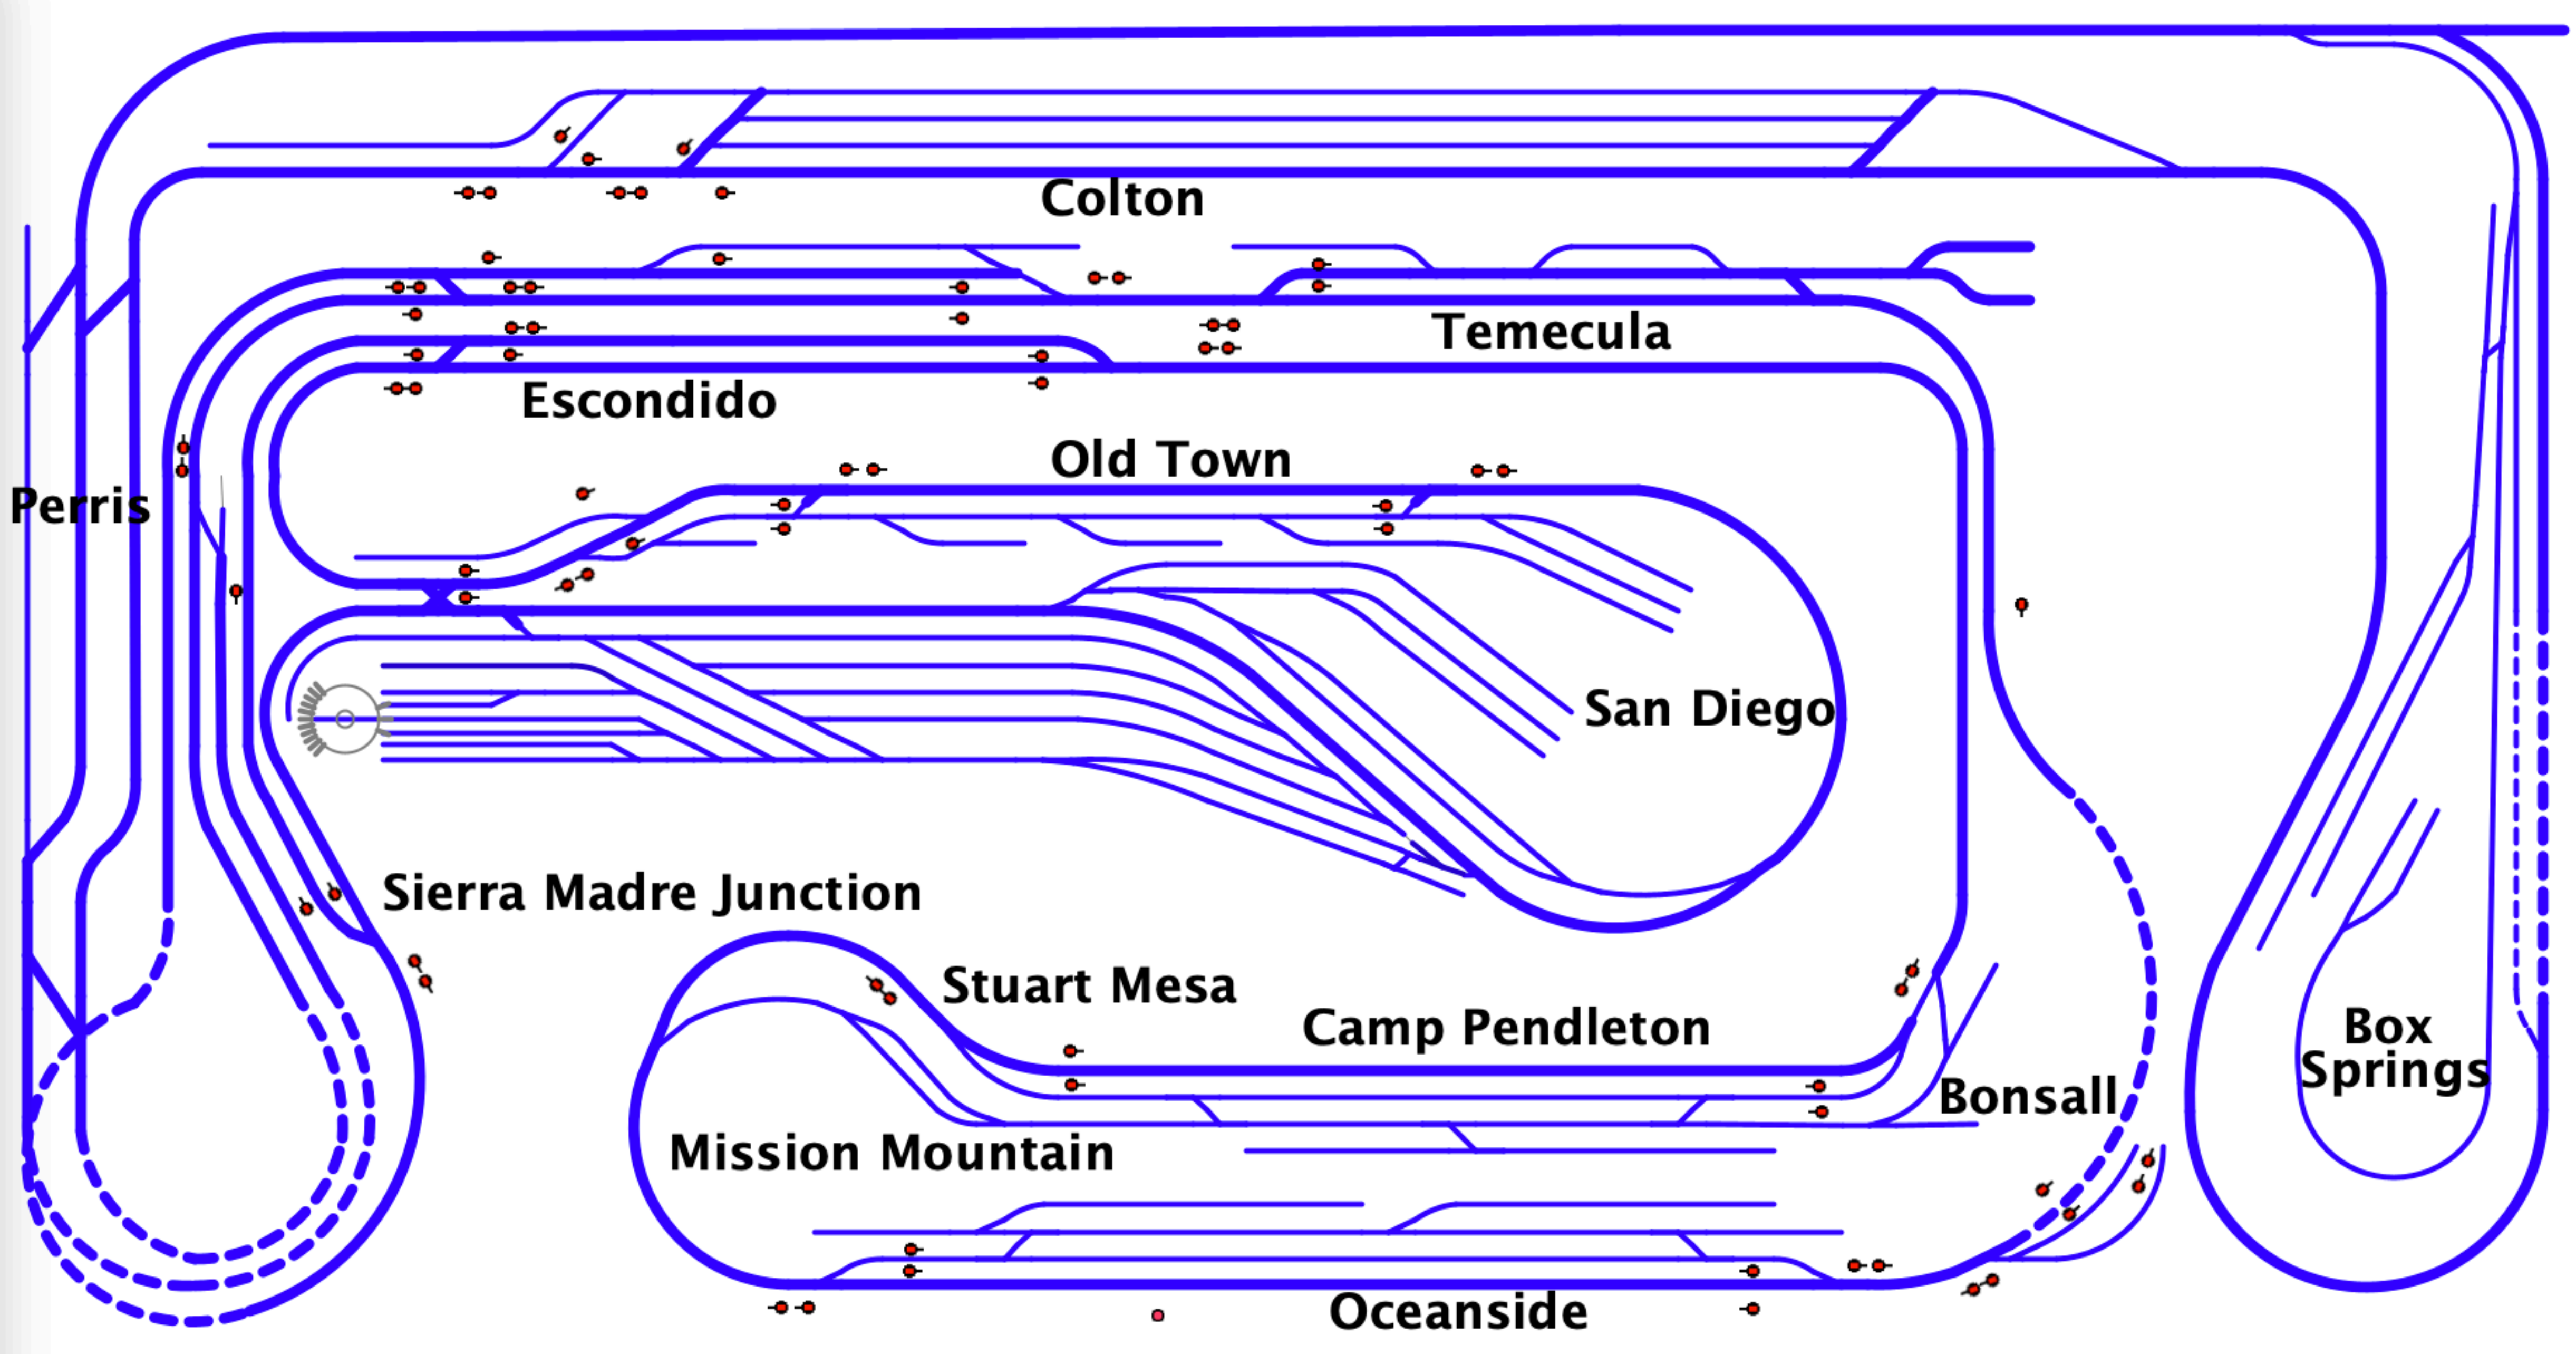 Colton
Temecula
Escondido
Old Town
Perris
San Diego
Sierra Madre Junction
Stuart Mesa
Camp Pendleton
Box
Springs
Bonsall
Mission Mountain
Oceanside